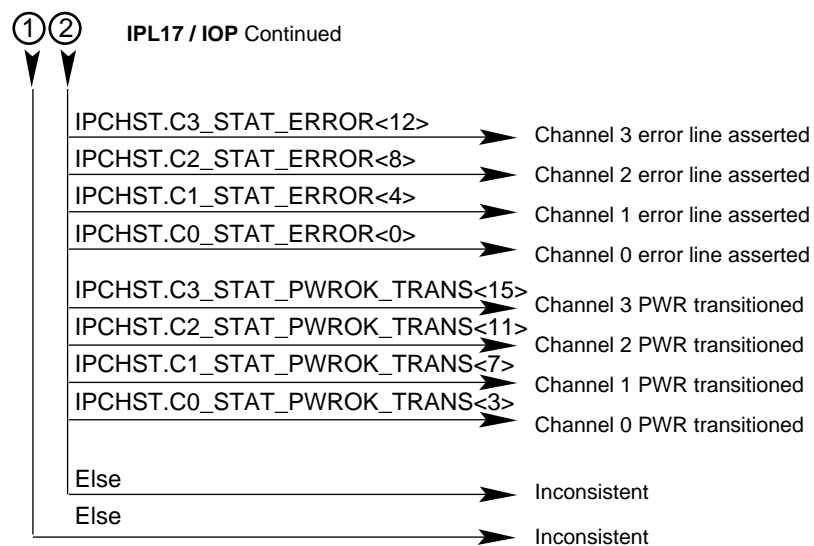 1 2 IPL17 / IOP Continued
IPCHST.C3_STAT_ERROR<12> Channel 3 error line asserted
IPCHST.C2_STAT_ERROR<8> Channel 2 error line asserted
IPCHST.C1_STAT_ERROR<4> Channel 1 error line asserted
IPCHST.C0_STAT_ERROR<0> Channel 0 error line asserted
IPCHST.C3_STAT_PWROK_TRANS<15> Channel 3 PWR transitioned
IPCHST.C2_STAT_PWROK_TRANS<11> Channel 2 PWR transitioned
IPCHST.C1_STAT_PWROK_TRANS<7> Channel 1 PWR transitioned
IPCHST.C0_STAT_PWROK_TRANS<3> Channel 0 PWR transitioned
Else Inconsistent
Else Inconsistent